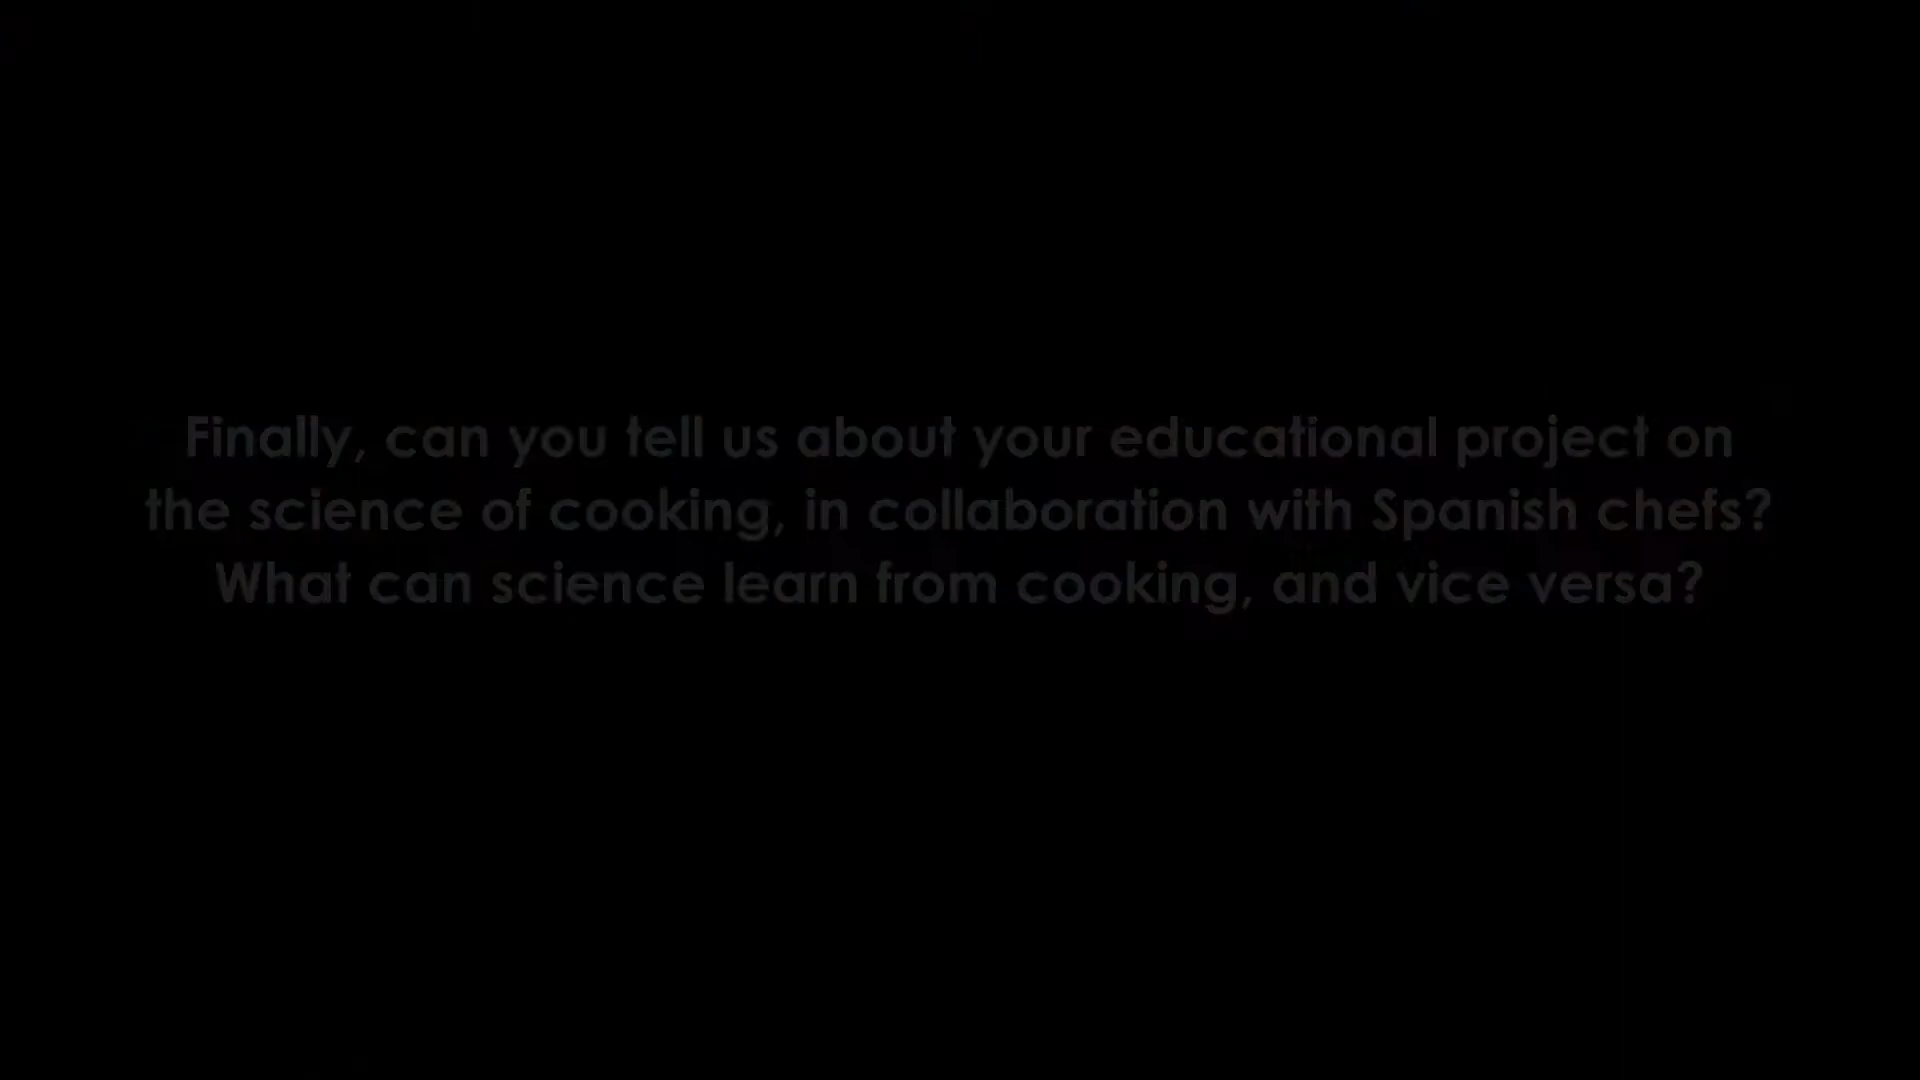 Finally, can you tell us about your educational project on
the science of cooking, in collaboration with Spanish chefs?
What can science learn from cooking, and vice versa?